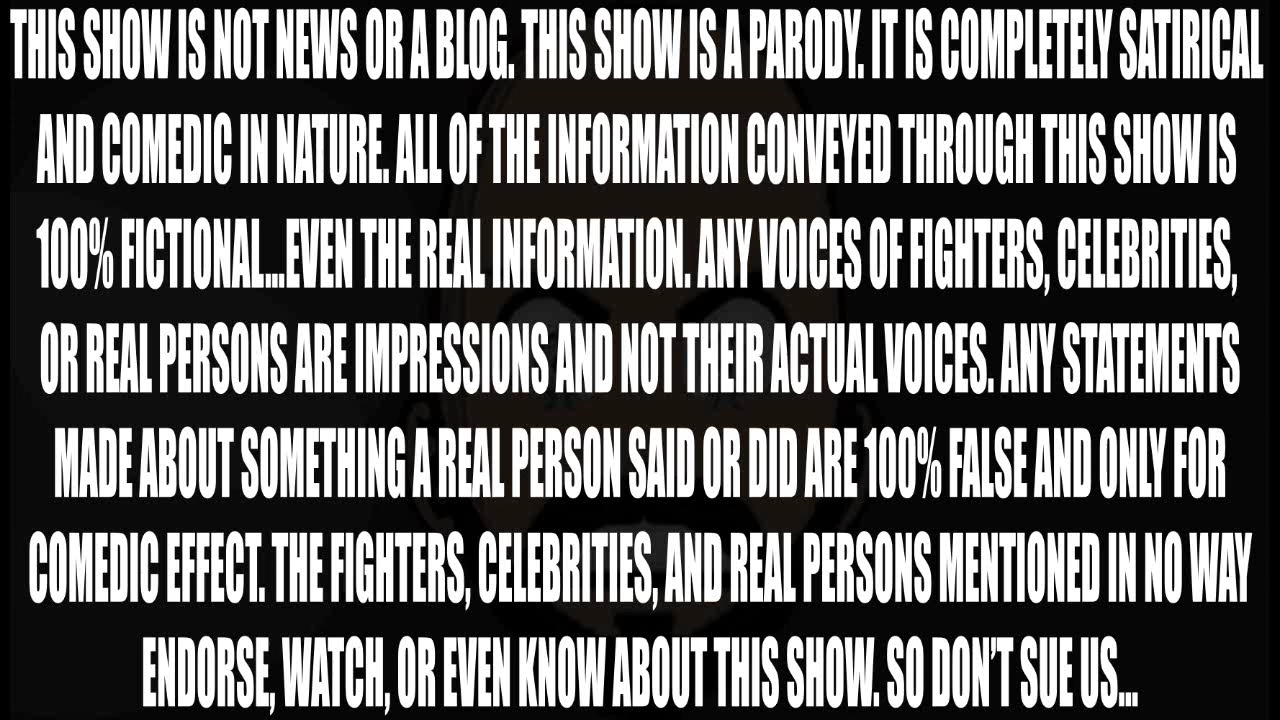 THIS SHOW IS NOT NEWS OR A BLOG. THIS SHOW IS A PARODY. IT IS COMPLETELY SATIRICAL
AND COMEDIC IN NATURE. ALL OF THE INFORMATION CONVEYED THROUGH THIS SHOW IS
100% FICTIONAL...EVEN THE REAL INFORMATION. ANY VOICES OF FIGHTERS, CELEBRITIES,
OR REAL PERSONS ARE IMPRESSIONS AND NOT THEIR ACTUAL VOICES. ANY STATEMENTS
MADE ABOUT SOMETHING A REAL PERSON SAID OR DID ARE 100% FALSE AND ONLY FOR
COMEDIC EFFECT. THE FIGHTERS, CELEBRITIES, AND REAL PERSONS MENTIONED IN NO WAY
ENDORSE, WATCH, OR EVEN KNOW ABOUT THIS SHOW. SO DON'T SUE US...